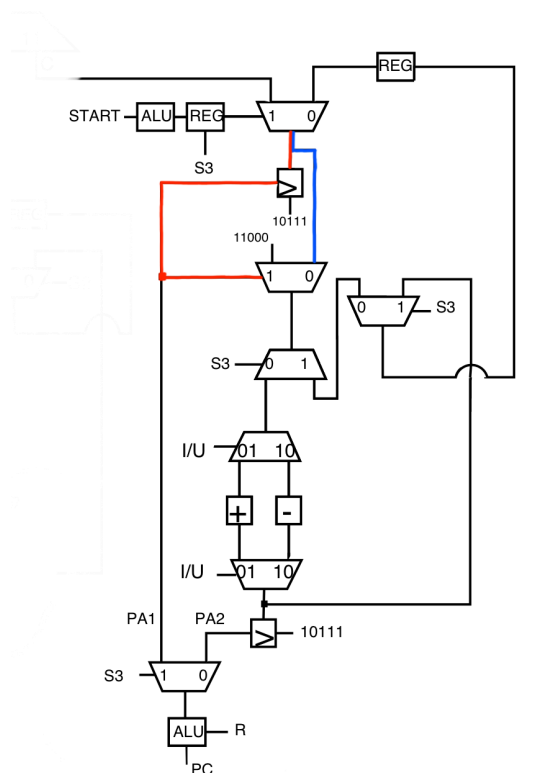 REG
1 0
START ALU REG
S3
>
10111
11000
1 0
0 1 S3
S3 0 1
I/U 01 10
+ -
I/U 01 10
PA1 PA2
> 10111
S3 1 0
ALU R
PC